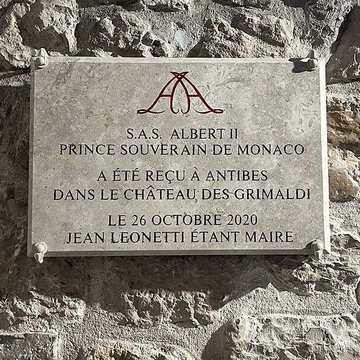 S.A.S. ALBERT II
PRINCE SOUVERAIN DE MONACO
A ÉTÉ REÇU À ANTIBES
DANS LE CHÂTEAU DES GRIMALDI
LE 26 OCTOBRE 2020
JEAN LEONETTI ÉTANT MAIRE